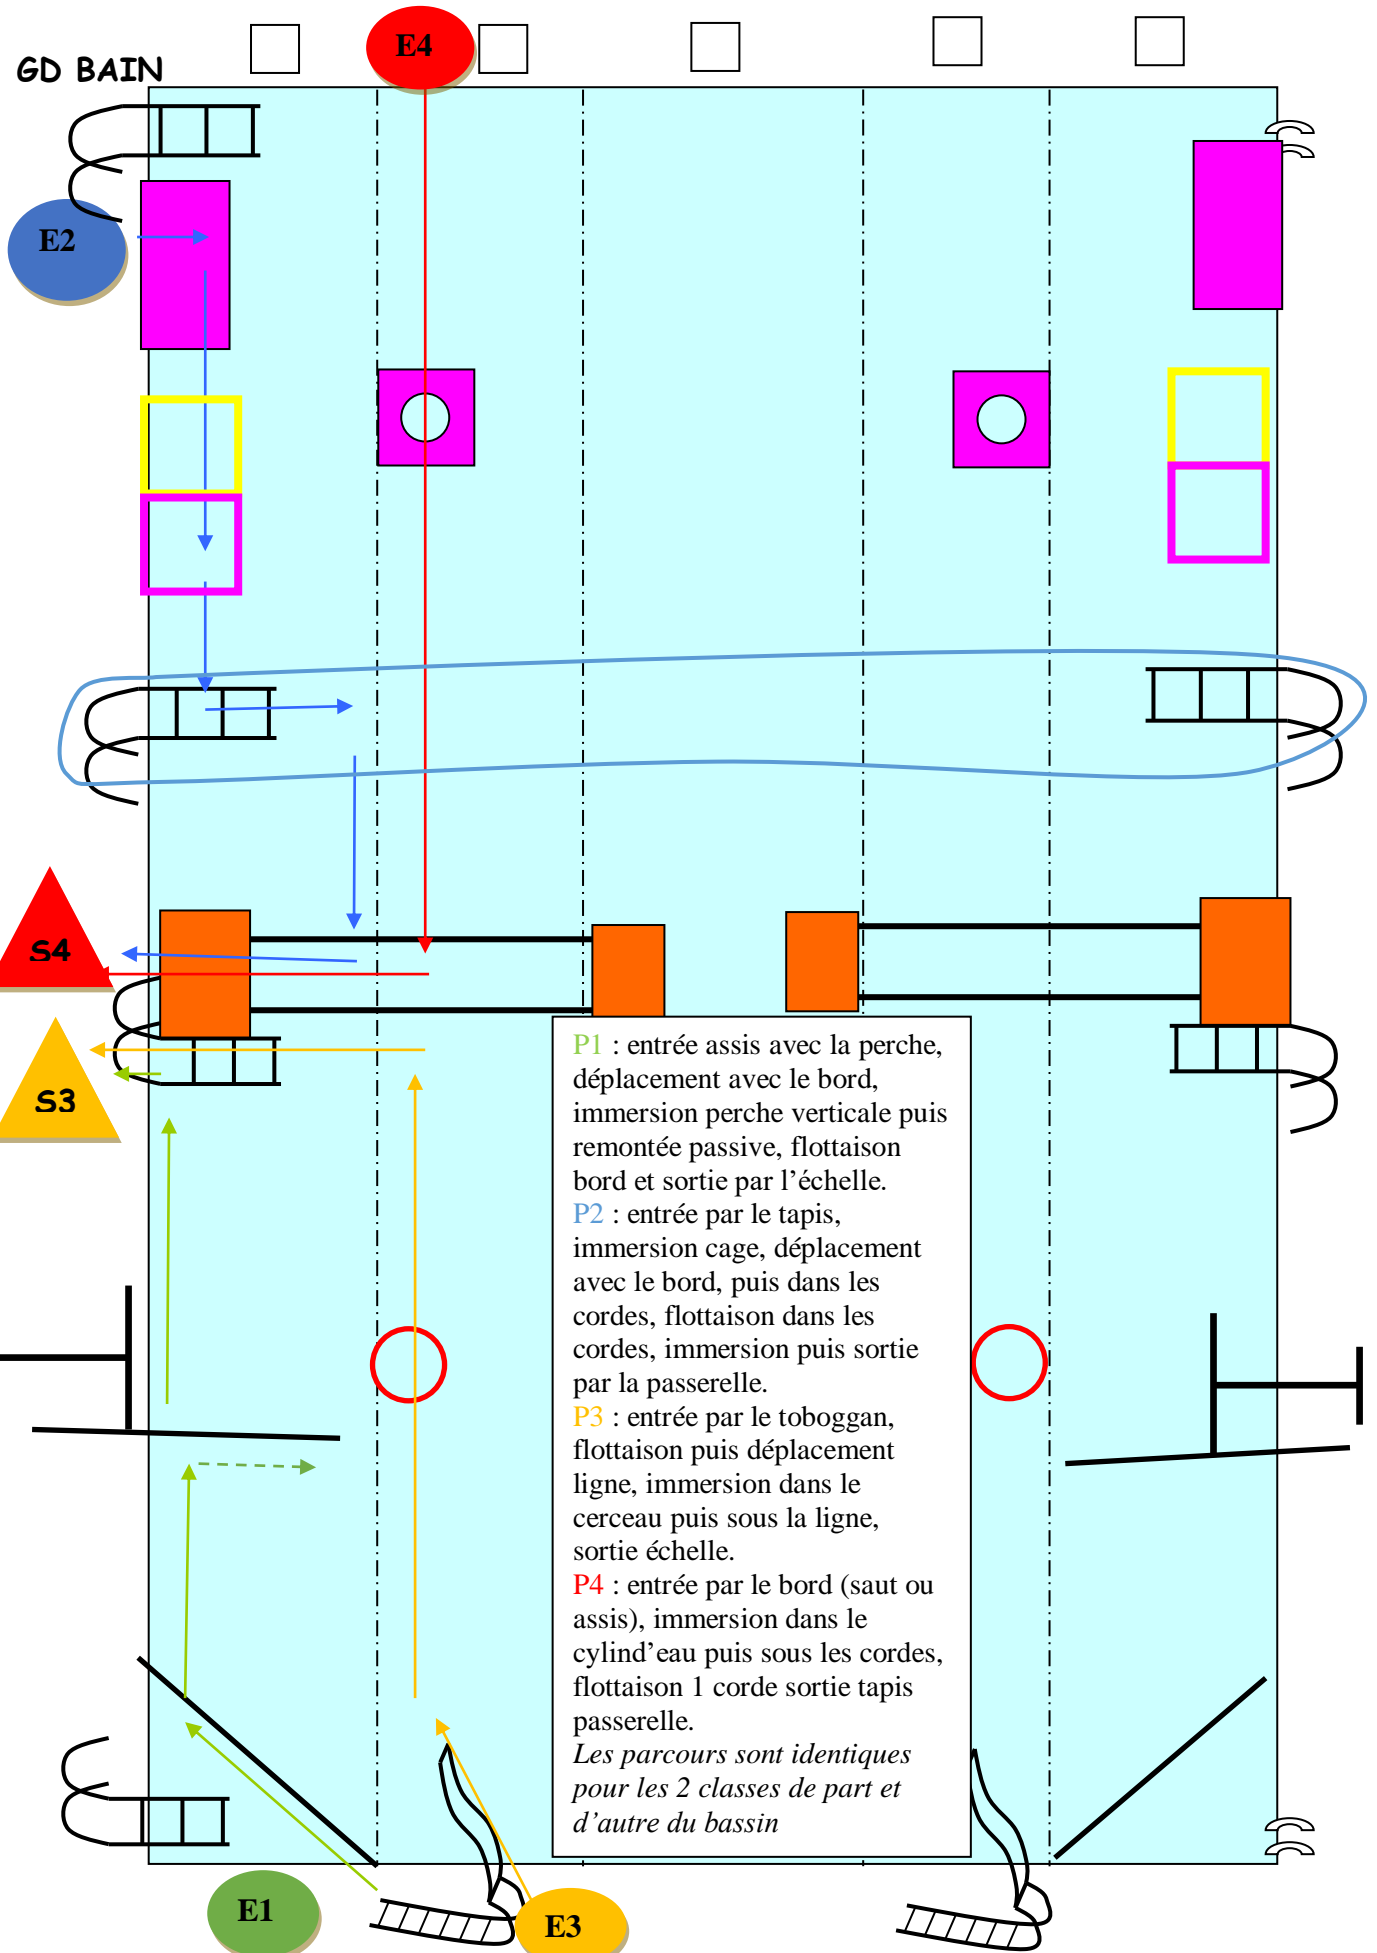 E4
GD BAIN
E2
S4
S3
P1 : entrée assis avec la perche,
déplacement avec le bord,
immersion perche verticale puis
remontée passive, flottaison
bord et sortie par l’échelle.
P2 : entrée par le tapis,
immersion cage, déplacement
avec le bord, puis dans les
cordes, flottaison dans les
cordes, immersion puis sortie
par la passerelle.
P3 : entrée par le toboggan,
flottaison puis déplacement
ligne, immersion dans le
cerceau puis sous la ligne,
sortie échelle.
P4 : entrée par le bord (saut ou
assis), immersion dans le
cylind’eau puis sous les cordes,
flottaison 1 corde sortie tapis
passerelle.
Les parcours sont identiques
pour les 2 classes de part et
d’autre du bassin
E1
E3